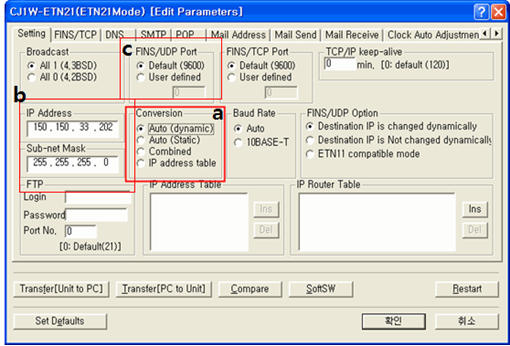 CJ1W-ETN21(ETN21Mode) [Edit Parameters]
Setting FINS/TCP DNS SMTP POP Mail Address Mail Send Mail Receive Clock Auto Adjustmen
Broadcast
All 1 (4,3BSD)
All 0 (4,2BSD)
c
FINS/UDP Port
Default (9600)
User defined
0
FINS/TCP Port
Default (9600)
User defined
0
TCP/IP keep-alive
0 min, [0: default (120)]
b
IP Address
150 , 150 , 33 , 202
Sub-net Mask
255 , 255 , 255 , 0
a
Conversion
Auto (dynamic)
Auto (Static)
Combined
IP address table
Baud Rate
Auto
10BASE-T
FINS/UDP Option
Destination IP is changed dynamically
Destination IP is Not changed dynamically
ETN11 compatible mode
FTP
Login
Password
Port No, 0
[0: Default(21)]
IP Address Table
Ins
Del
IP Router Table
Ins
Del
Transfer[Unit to PC] Transfer[PC to Unit] Compare SoftSW Restart
Set Defaults 확인 취소